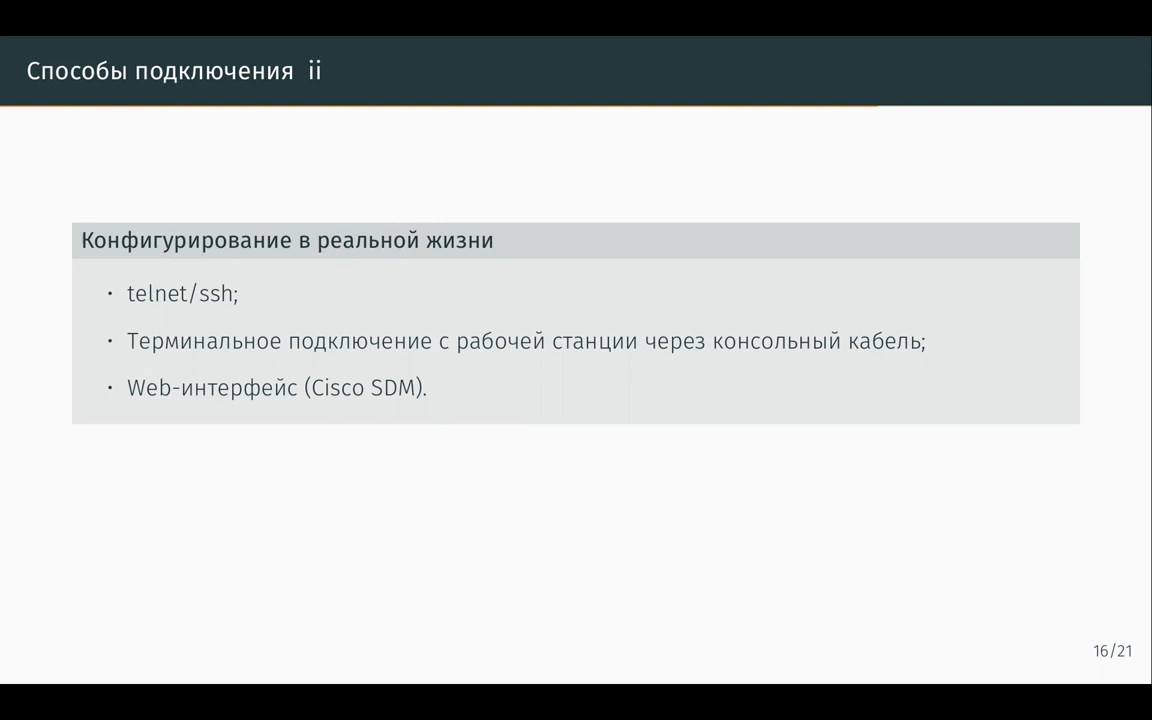 Способы подключения ii
Конфигурирование в реальной жизни
• telnet/ssh;
• Терминальное подключение с рабочей станции через консольный кабель;
• Web-интерфейс (Cisco SDM).
16/21